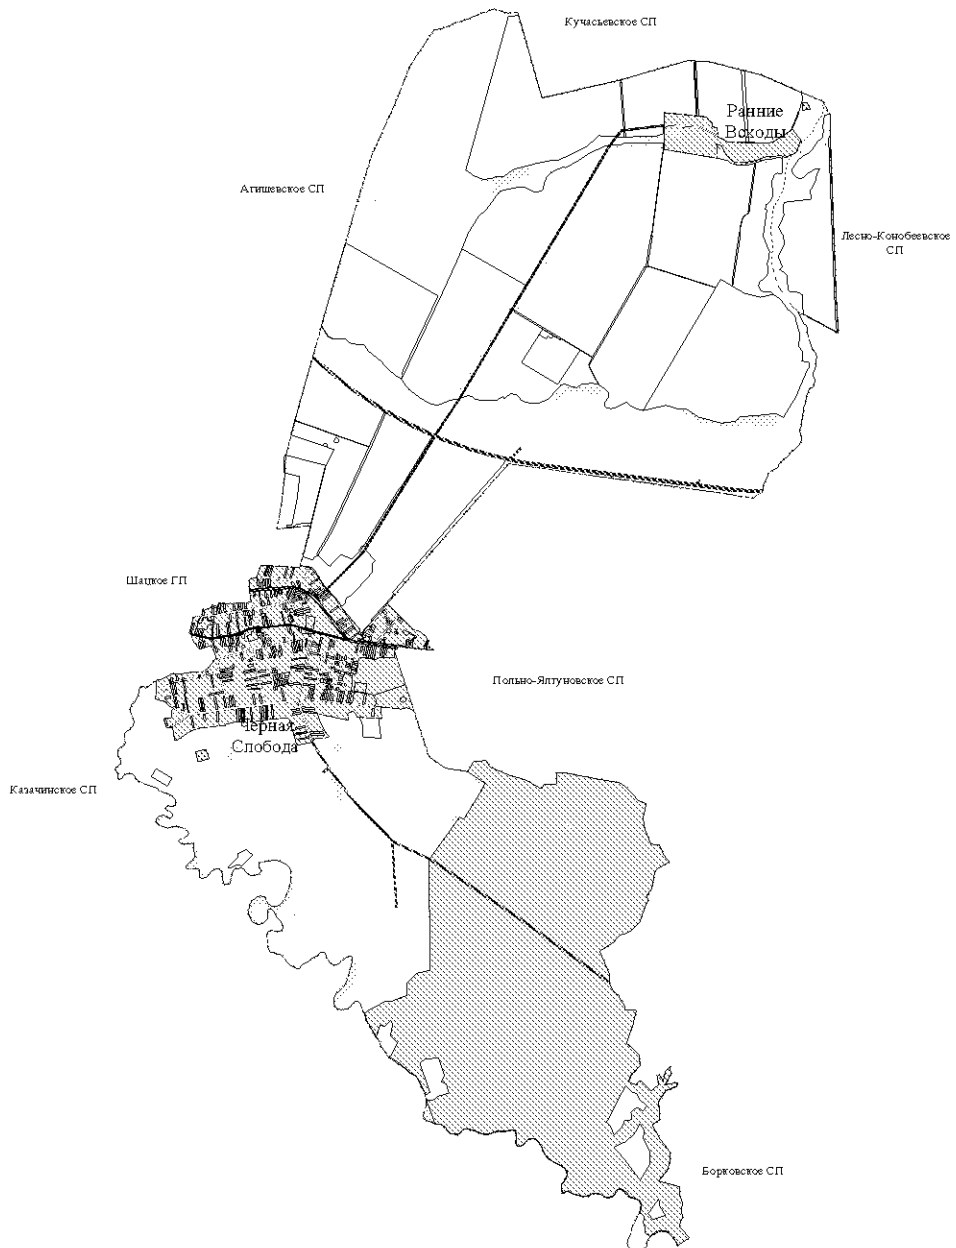 Кучасьевское СП
Ранние
Всходы
Агишевское СП
Лесно-Конобеевское
СП
Шацкое ГП
Польно-Ялтуновское СП
Черная
Слобода
Казачинское СП
Борковское СП